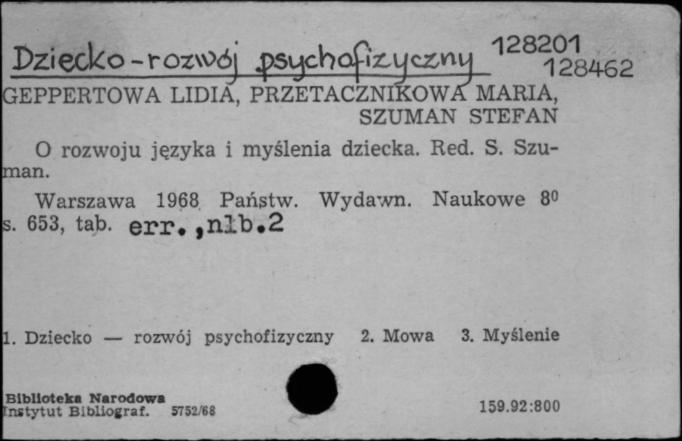 Dziecko - rozwój psychofizyczny 128201
128462
GEPPERTOWA LIDIA, PRZETACZNIKOWA MARIA,
SZUMAN STEFAN
O rozwoju języka i myślenia dziecka. Red. S. Szu-
man.
Warszawa 1968 Państw. Wydawn. Naukowe 8⁰
s. 653, tab. err.,nlb.2
1. Dziecko — rozwój psychofizyczny 2. Mowa 3. Myślenie
Biblioteka Narodowa
Instytut Bibliograf. 5752/68
159.92:800